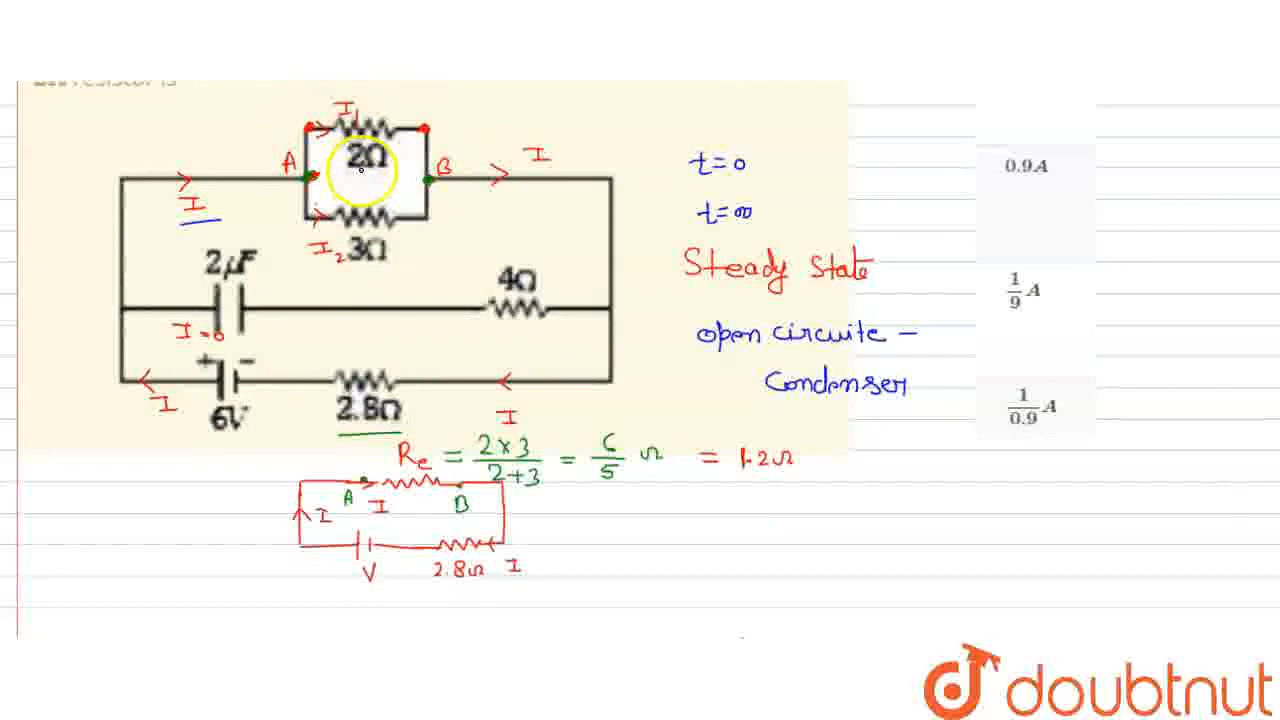 I₁
2Ω
A
B
I
I
I₂
3Ω
2μF
4Ω
I=0
+ -
I
6V
2.8Ω
I
t=0
t=∞
Steady State
open circuite -
Condenser
0.9A
1/9 A
1/0.9 A
Re = 2×3/2+3 = 6/5 Ω = 1.2Ω
A I B
I
V
2.8Ω I
doubtnut